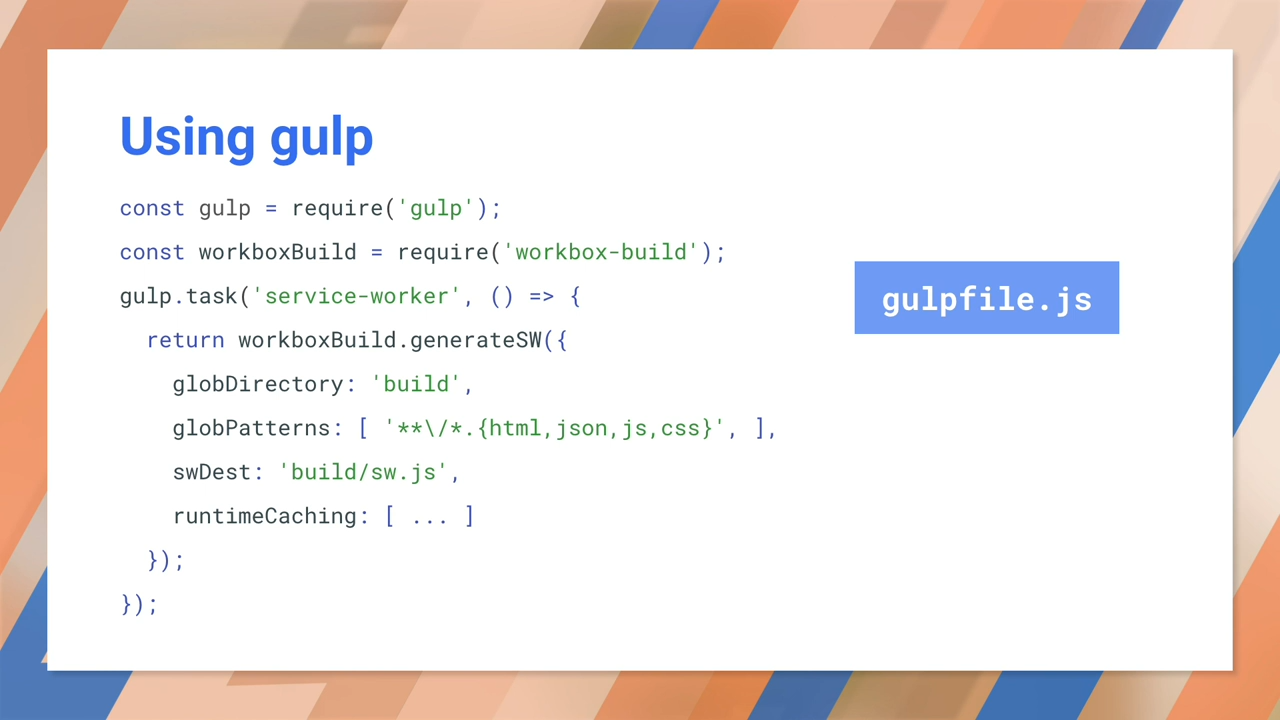 Using gulp
const gulp = require('gulp');
const workboxBuild = require('workbox-build');
gulp.task('service-worker', () => {
  return workboxBuild.generateSW({
    globDirectory: 'build',
    globPatterns: [ '**\/*.{html,json,js,css}', ],
    swDest: 'build/sw.js',
    runtimeCaching: [ ... ]
  });
});
gulpfile.js